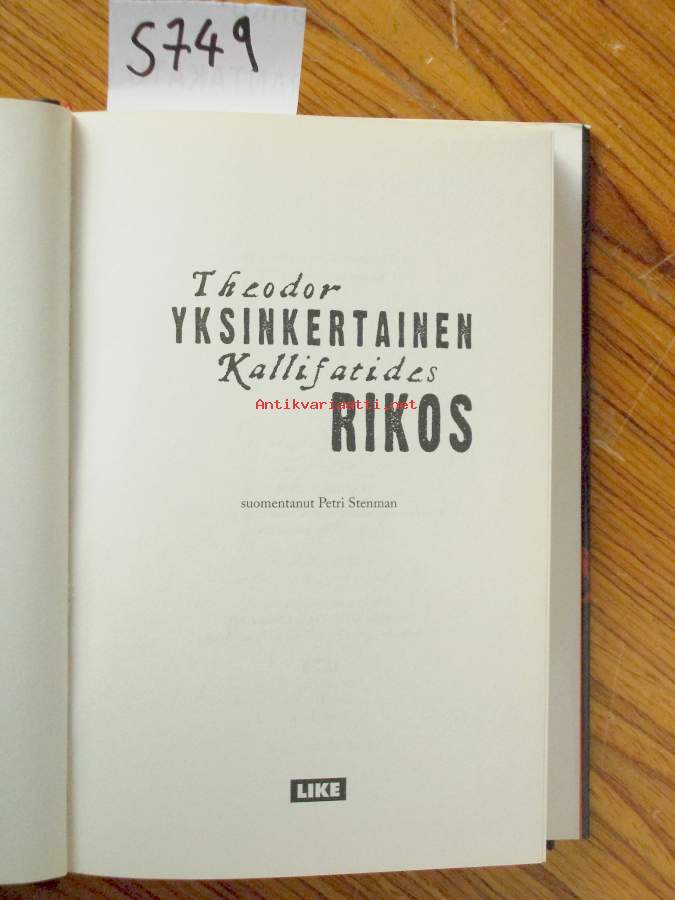 S749
Theodor
YKSINKERTAINEN
Kallifatides
Antikvariaatti.net
RIKOS
suomentanut Petri Stenman
LIKE